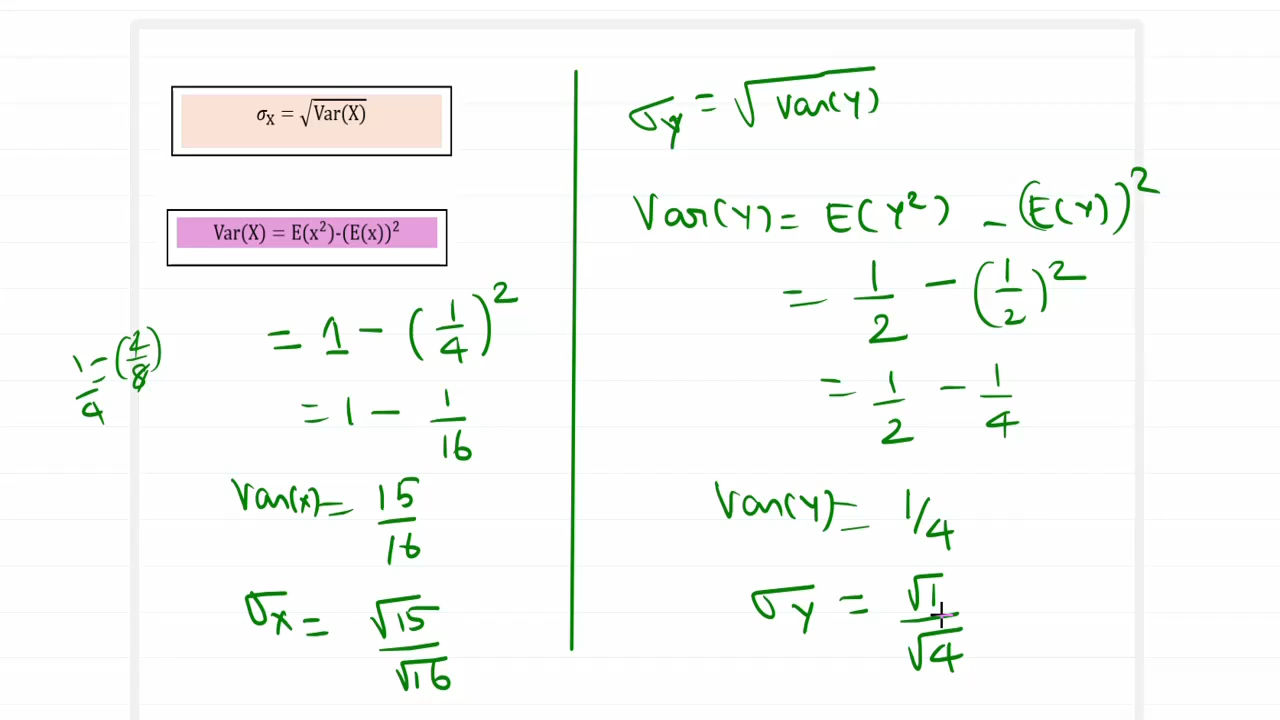 σX = √Var(X)
Var(X) = E(x²)-(E(x))²
= 1 - (1/4)²
1/4 = (2/8)
= 1 - 1/16
Var(x) = 15/16
σx = √15/√16
σy = √Var(y)
Var(Y) = E(Y²) - (E(Y))²
= 1/2 - (1/2)²
= 1/2 - 1/4
Var(Y) = 1/4
σY = √1/√4